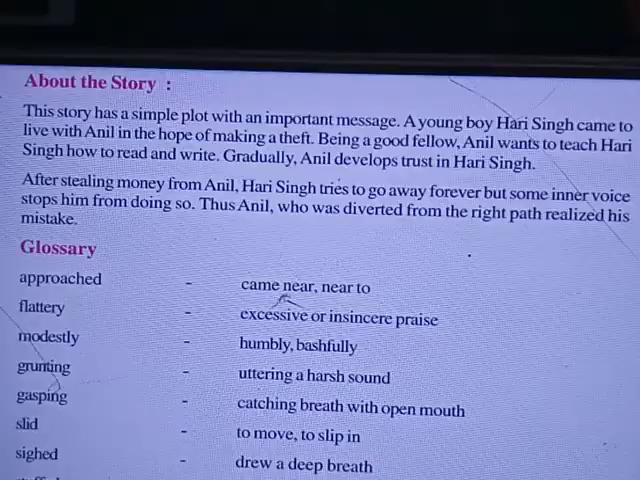 About the Story :
This story has a simple plot with an important message. A young boy Hari Singh came to
live with Anil in the hope of making a theft. Being a good fellow, Anil wants to teach Hari
Singh how to read and write. Gradually, Anil develops trust in Hari Singh.
After stealing money from Anil, Hari Singh tries to go away forever but some inner voice
stops him from doing so. Thus Anil, who was diverted from the right path realized his
mistake.
Glossary
approached - came near, near to
flattery - excessive or insincere praise
modestly - humbly, bashfully
grunting - uttering a harsh sound
gasping - catching breath with open mouth
slid - to move, to slip in
sighed - drew a deep breath